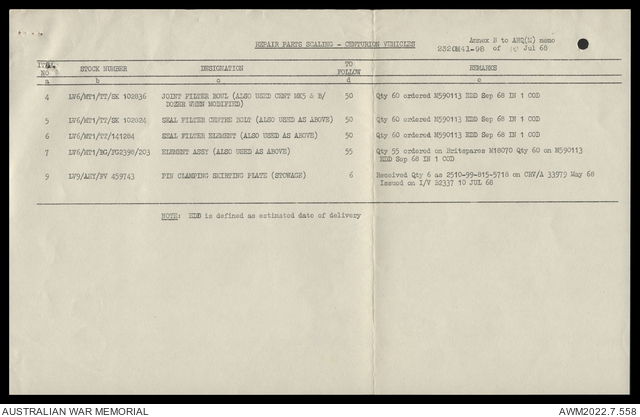 Annex B to AHQ(M) memo
REPAIR PARTS SCALING - CENTURION VEHICLES
2320M41-98 of Jul 68
ITEM NO STOCK NUMBER DESIGNATION TO FOLLOW REMARKS
a b c d e
4 LV6/MT1/TT/SK 102836 JOINT FILTER BOWL (ALSO USED CENT MK5 & B/ 50 Qty 60 ordered M590113 EDD Sep 68 IN 1 COD
DOZER WHEN MODIFIED)
5 LV6/MT1/TT/SK 102824 SEAL FILTER CENTRE BOLT (ALSO USED AS ABOVE) 50 Qty 60 ordered M590113 EDD Sep 68 IN 1 COD
6 LV6/MT1/TT/141284 SEAL FILTER ELEMENT (ALSO USED AS ABOVE) 50 Qty 60 ordered M590113 EDD Sep 68 IN 1 COD
7 LV6/MT1/BG/FG2398/203 ELEMENT ASSY (ALSO USED AS ABOVE) 55 Qty 55 ordered on Britspares M18070 Qty 60 on M590113
EDD Sep 68 IN 1 COD
9 LV9/AEY/FV 459743 PIN CLAMPING SKIRTING PLATE (STOWAGE) 6 Received Qty 6 as 2510-99-815-5718 on CHV/A 33979 May 68
Issued on I/V B2337 10 JUL 68
NOTE: EDD is defined as estimated date of delivery
AUSTRALIAN WAR MEMORIAL
AWM2022.7.558